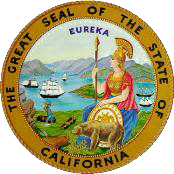 THE GREAT SEAL OF THE STATE OF CALIFORNIA
EUREKA